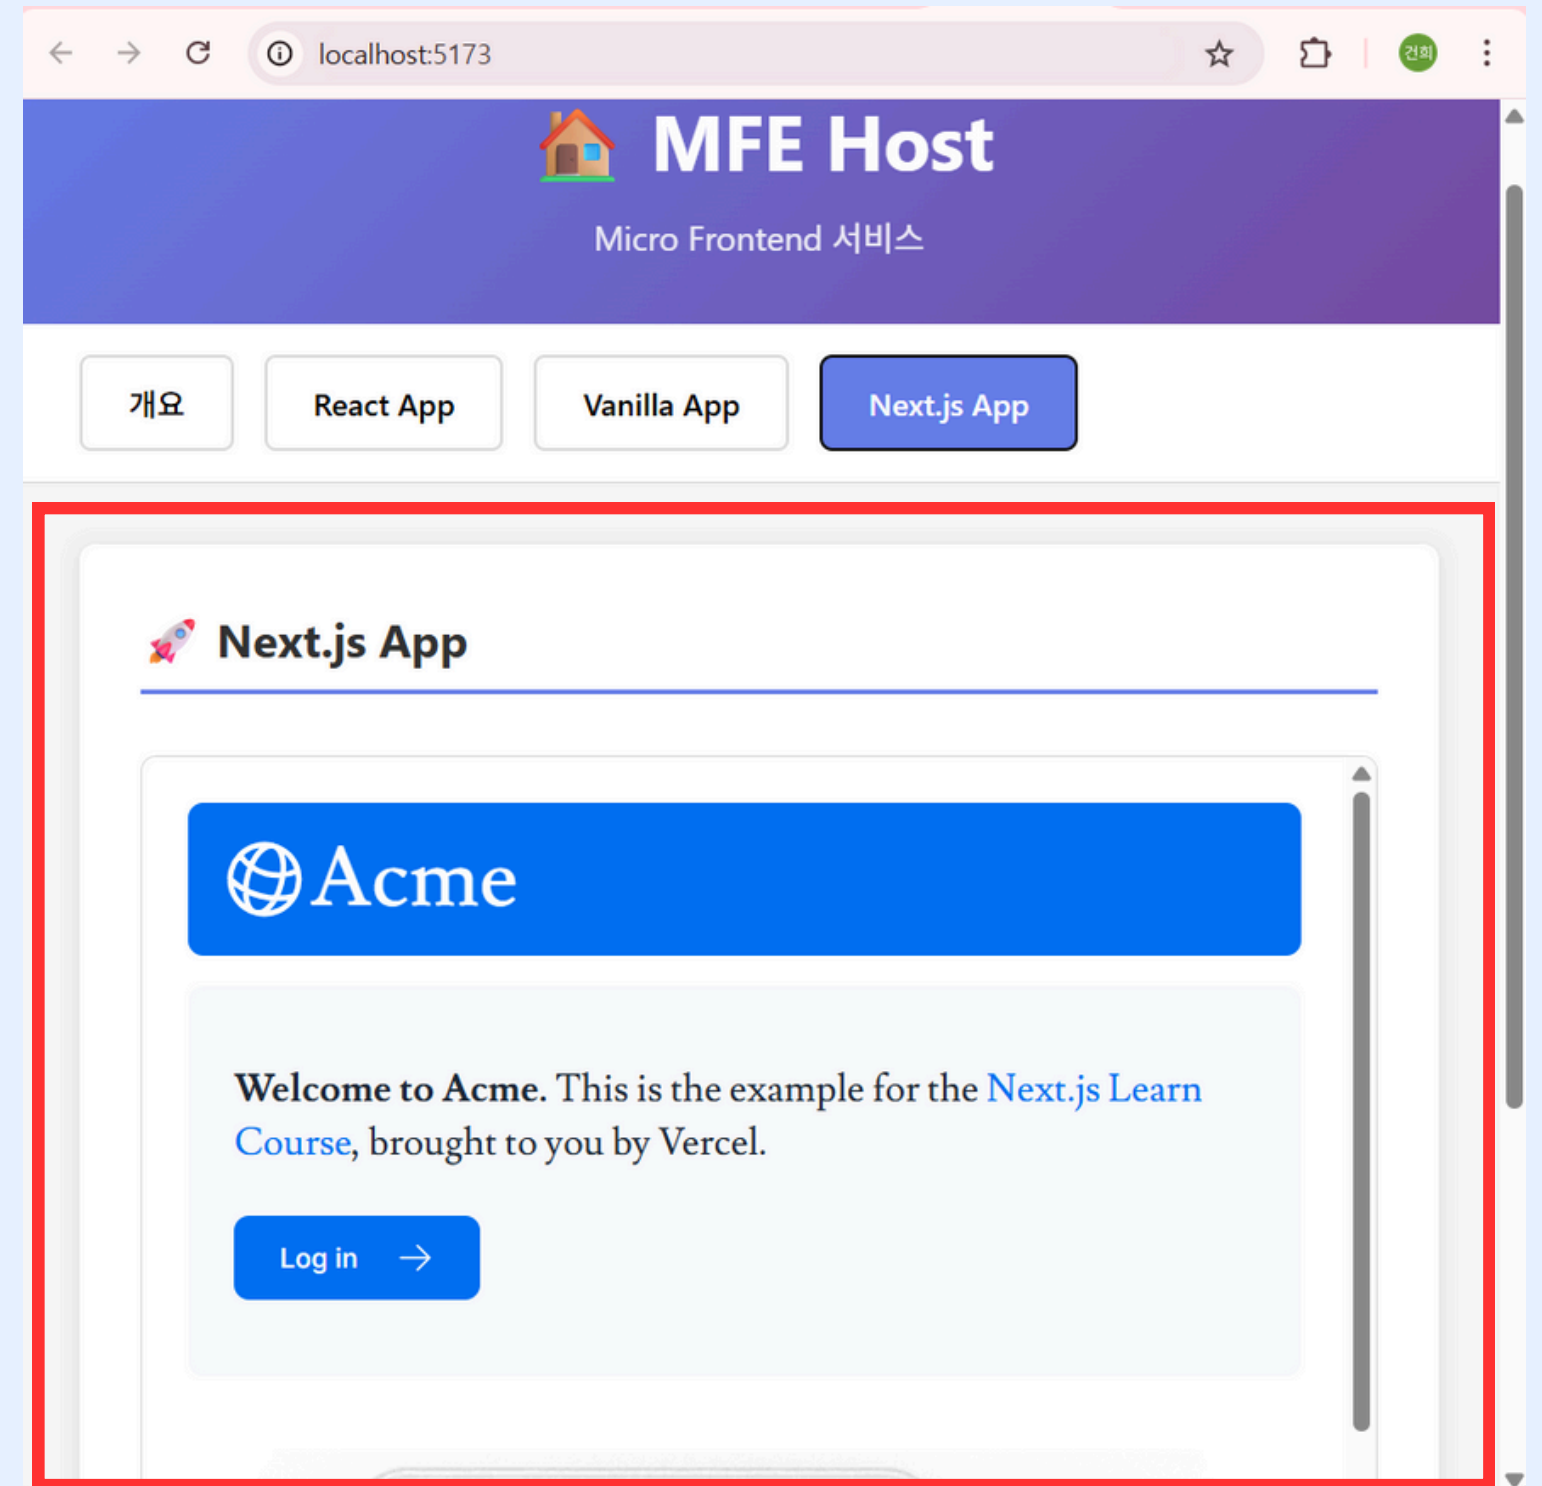 localhost:5173
건희
MFE Host
Micro Frontend 서비스
개요
React App
Vanilla App
Next.js App
Next.js App
Acme
Welcome to Acme. This is the example for the Next.js Learn
Course, brought to you by Vercel.
Log in